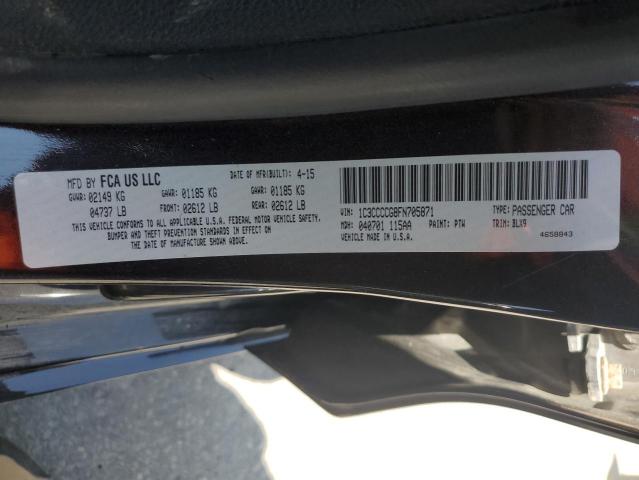 MFD BY FCA US LLC DATE OF MFR(BUILT): 4-15
GVWR: 02149 KG GAWR: 01185 KG GAWR: 01185 KG
04737 LB FRONT: 02612 LB REAR: 02612 LB
THIS VEHICLE CONFORMS TO ALL APPLICABLE U.S.A. FEDERAL MOTOR VEHICLE SAFETY,
BUMPER AND THEFT PREVENTION STANDARDS IN EFFECT ON
THE DATE OF MANUFACTURE SHOWN ABOVE.
VIN: 1C3CCCCG8FN705871 TYPE: PASSENGER CAR
MDH: 040701 115AA PAINT: PTW TRIM: BLX9
VEHICLE MADE IN U.S.A. 4658843